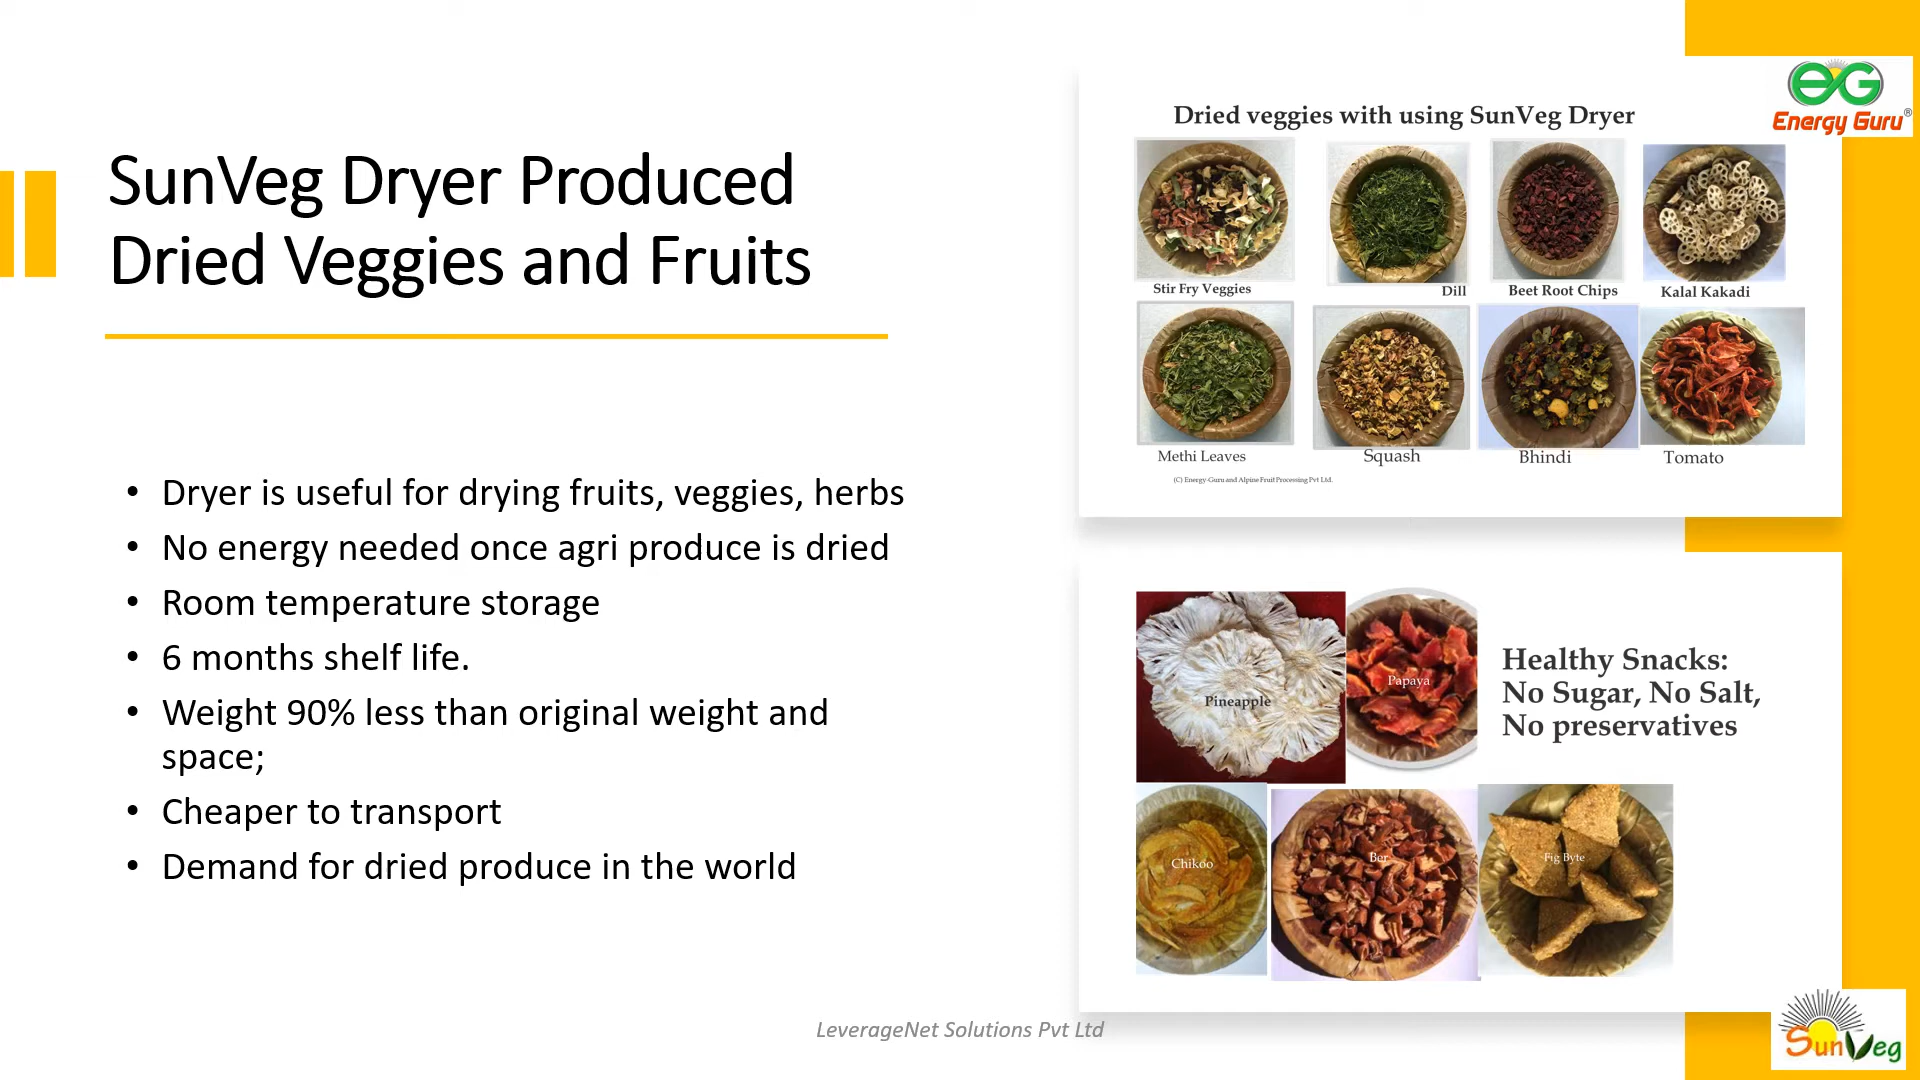 SunVeg Dryer Produced
Dried Veggies and Fruits
• Dryer is useful for drying fruits, veggies, herbs
• No energy needed once agri produce is dried
• Room temperature storage
• 6 months shelf life.
• Weight 90% less than original weight and
space;
• Cheaper to transport
• Demand for dried produce in the world
Dried veggies with using SunVeg Dryer
Stir Fry Veggies
Dill
Beet Root Chips
Kalal Kakadi
Methi Leaves
Squash
Bhindi
Tomato
(C) Energy-Guru and Alpine Fruit Processing Pvt Ltd.
Pineapple
Papaya
Healthy Snacks:
No Sugar, No Salt,
No preservatives
Chikoo
Ber
Fig Byte
LeverageNet Solutions Pvt Ltd
eG
Energy Guru®
SunVeg